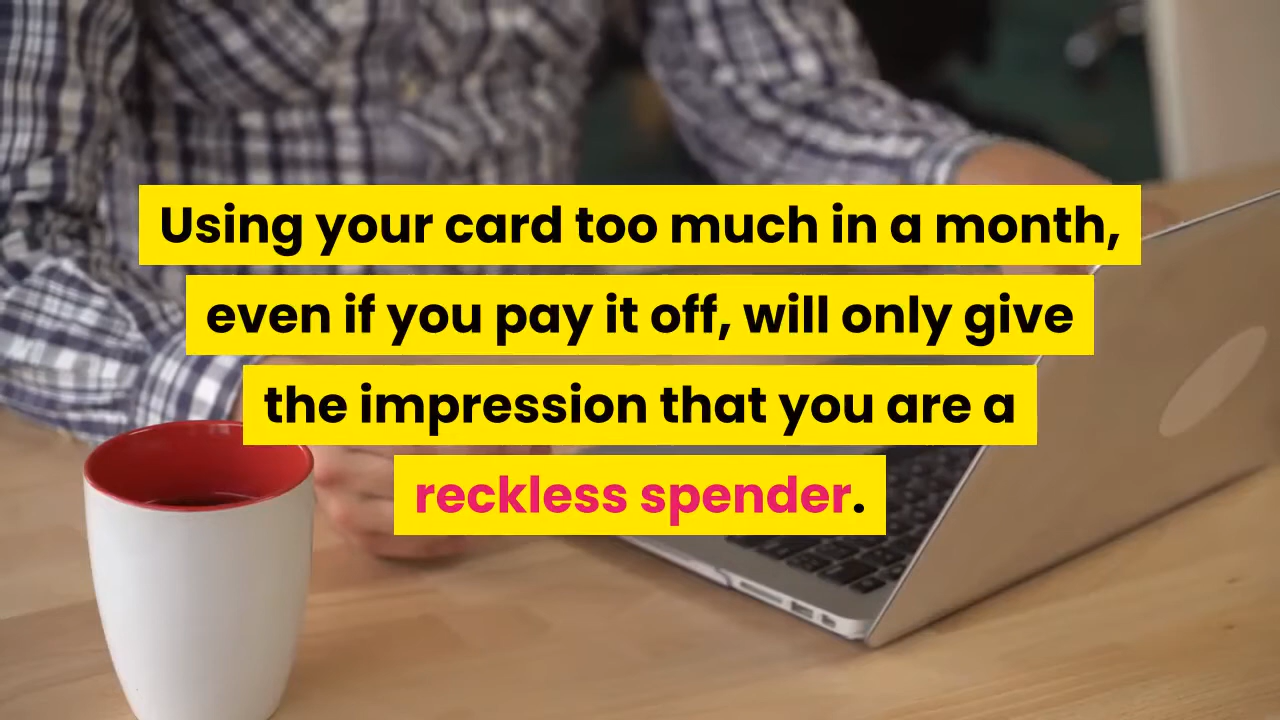 Using your card too much in a month,
even if you pay it off, will only give
the impression that you are a
reckless spender.